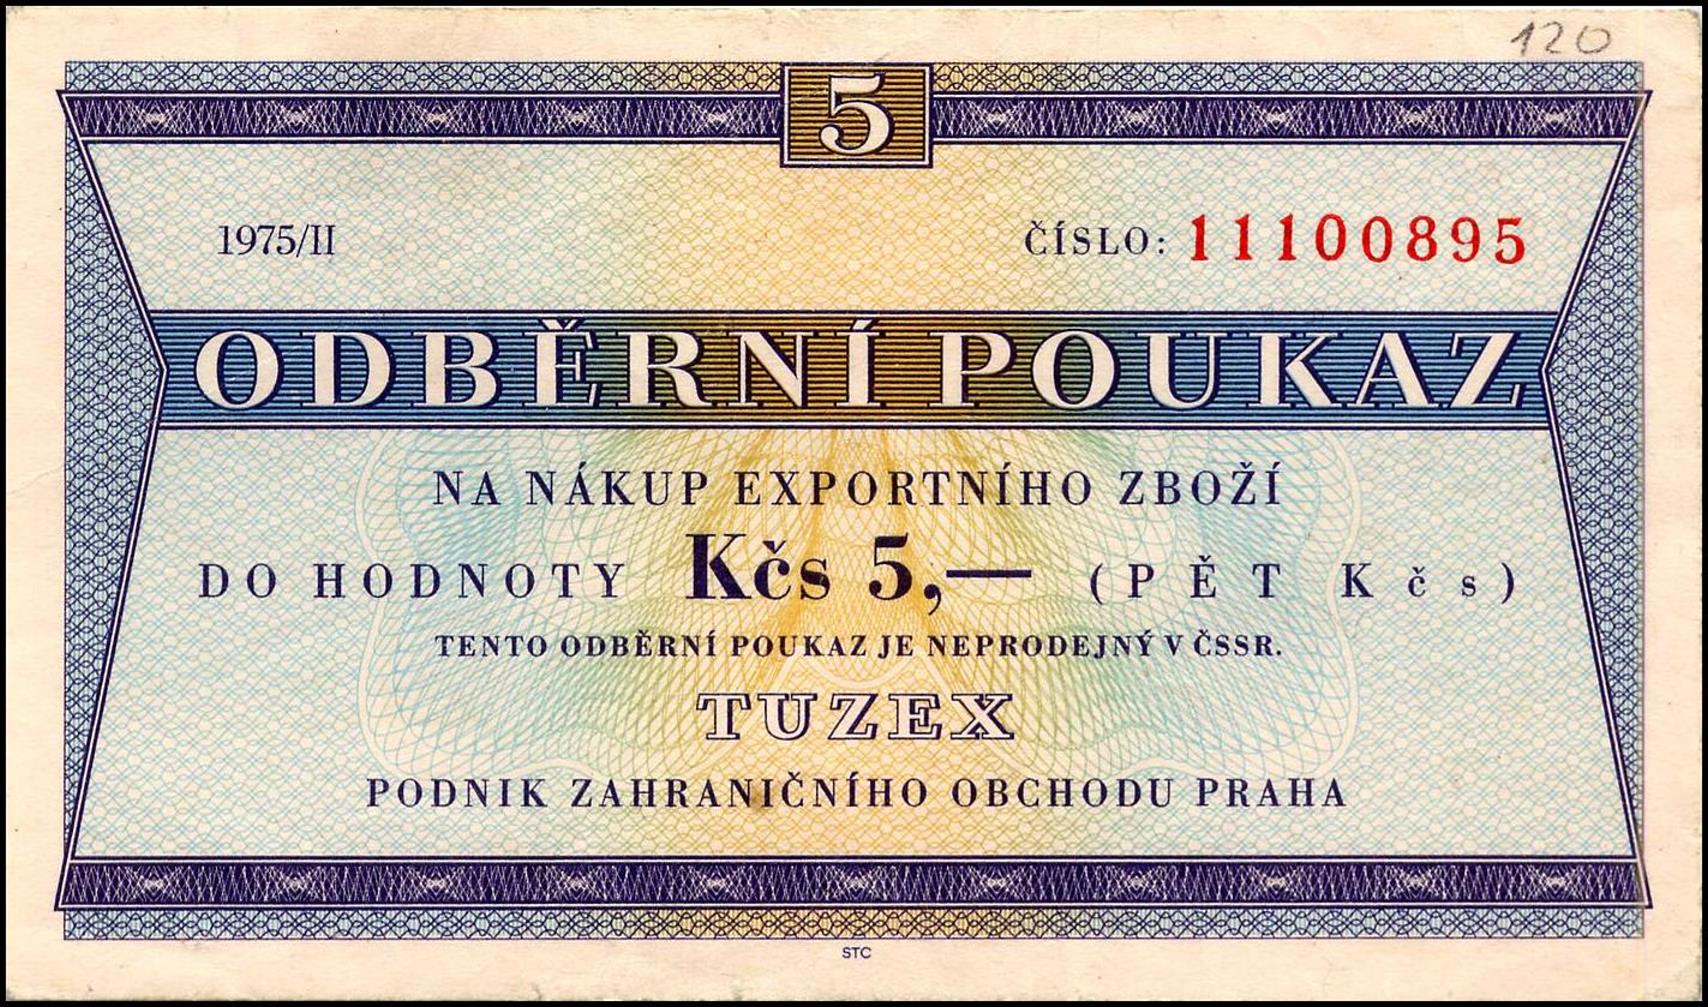 120
5
1975/II
ČÍSLO: 11100895
ODBĚRNÍ POUKAZ
NA NÁKUP EXPORTNÍHO ZBOŽÍ
DO HODNOTY Kčs 5,— (PĚT Kčs)
TENTO ODBĚRNÍ POUKAZ JE NEPRODEJNÝ V ČSSR.
TUZEX
PODNIK ZAHRANIČNÍHO OBCHODU PRAHA
STC